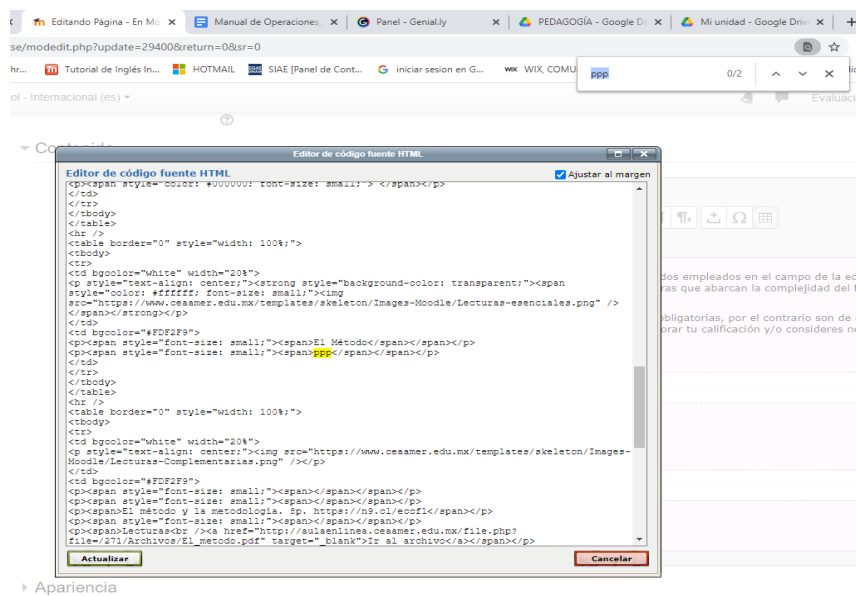 Editando Página - En Mo
Manual de Operaciones_
Panel - Genial.ly
PEDAGOGÍA - Google D
Mi unidad - Google Driv
se/modedit.php?update=29400&return=0&sr=0
hr...
Tutorial de Inglés In...
HOTMAIL
SIAE [Panel de Cont...
iniciar sesion en G...
WIX WIX, COMU
ppp
0/2
ol - Internacional (es)
Evaluaci
Contenido
Editor de código fuente HTML
Editor de código fuente HTML
Ajustar al margen
<p><span style="color: #000000; font-size: small;"> </span></p>
</td>
</tr>
</tbody>
</table>
<hr />
<table border="0" style="width: 100%;">
<tbody>
<tr>
<td bgcolor="white" width="20%">
<p style="text-align: center;"><strong style="background-color: transparent;"><span
style="color: #ffffff; font-size: small;"><img
src="https://www.ceaamer.edu.mx/templates/skeleton/Images-Moodle/Lecturas-esenciales.png" />
</span></strong></p>
</td>
<td bgcolor="#FDF2F9">
<p><span style="font-size: small;"><span>El Método</span></span></p>
<p><span style="font-size: small;"><span>ppp</span></span></p>
</td>
</tr>
</tbody>
</table>
<hr />
<table border="0" style="width: 100%;">
<tbody>
<tr>
<td bgcolor="white" width="20%">
<p style="text-align: center;"><img src="https://www.ceaamer.edu.mx/templates/skeleton/Images-
Moodle/Lecturas-Complementarias.png" /></p>
</td>
<td bgcolor="#FDF2F9">
<p><span style="font-size: small;"><span></span></span></p>
<p><span style="font-size: small;"><span></span></span></p>
<p><span>El método y la metodología. 8p. https://n9.cl/eccf1</span></p>
<p><span style="font-size: small;"><span></span></span></p>
<p><span>Lecturas<br /><a href="http://aulaenlinea.ceaamer.edu.mx/file.php?
file=/271/Archivos/El_metodo.pdf" target="_blank">Ir al archivo</a></span></p>
Actualizar
Cancelar
dos empleados en el campo de la ed
ras que abarcan la complejidad del f
obligatorias, por el contrario son de
orar tu calificación y/o consideres ne
Apariencia